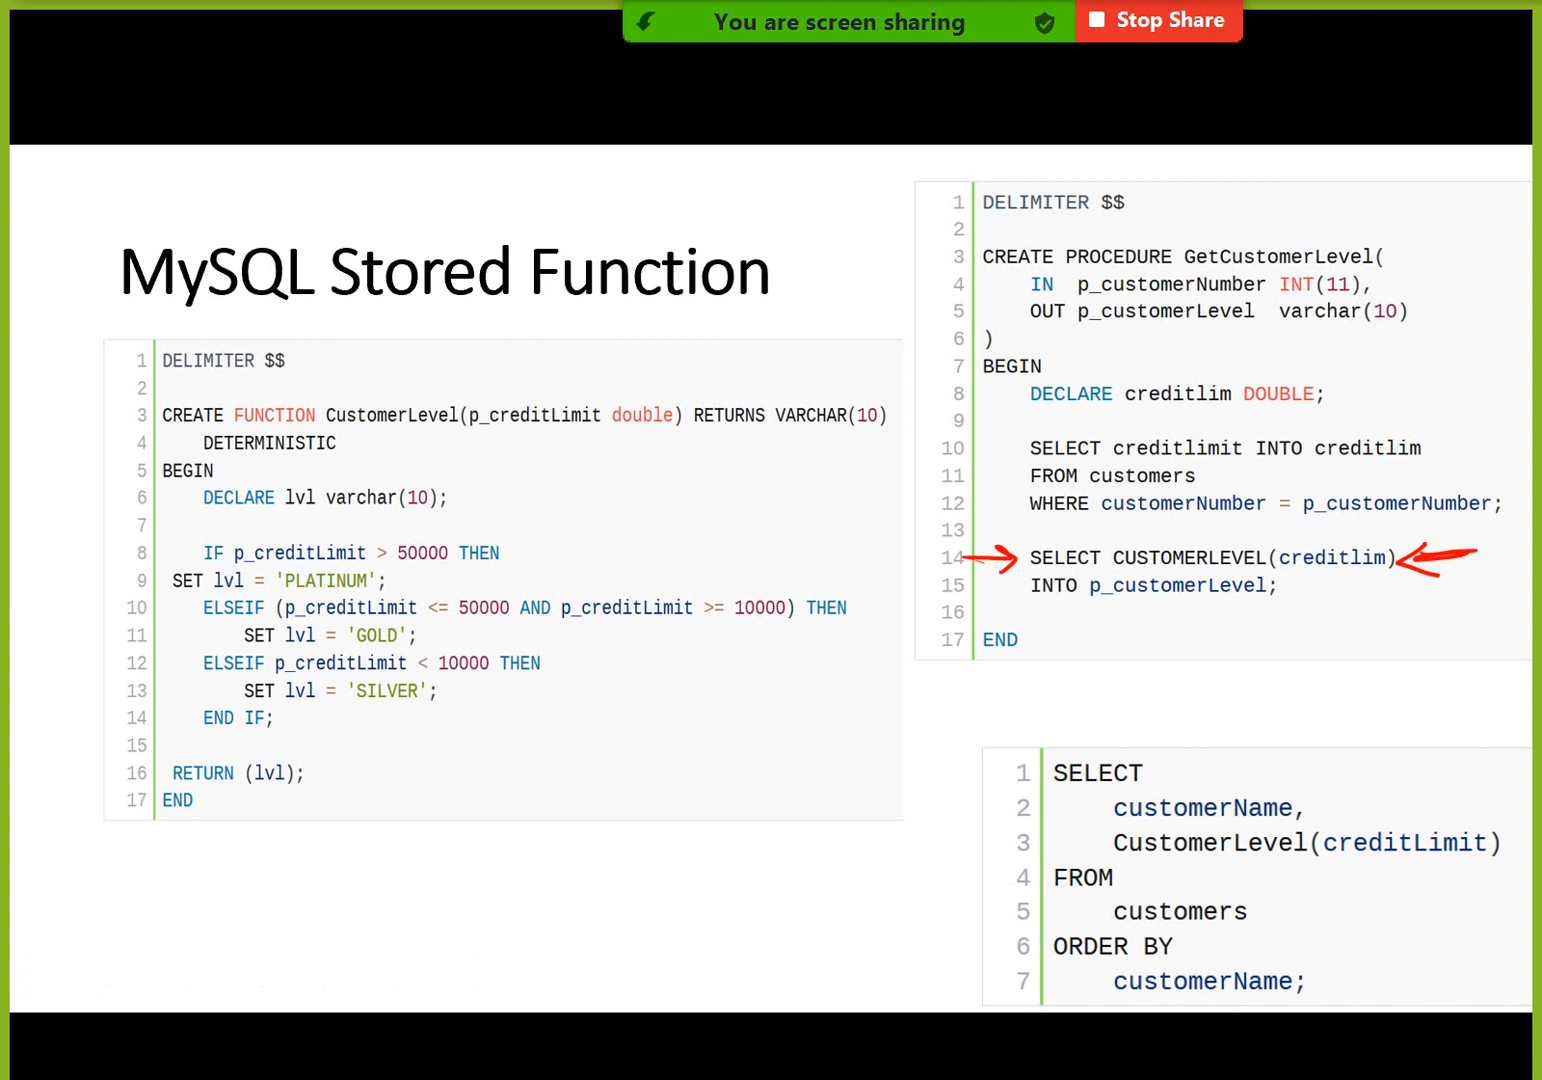 You are screen sharing
Stop Share
MySQL Stored Function
1 DELIMITER $$
2
3 CREATE FUNCTION CustomerLevel(p_creditLimit double) RETURNS VARCHAR(10)
4     DETERMINISTIC
5 BEGIN
6     DECLARE lvl varchar(10);
7
8     IF p_creditLimit > 50000 THEN
9  SET lvl = 'PLATINUM';
10     ELSEIF (p_creditLimit <= 50000 AND p_creditLimit >= 10000) THEN
11         SET lvl = 'GOLD';
12     ELSEIF p_creditLimit < 10000 THEN
13         SET lvl = 'SILVER';
14     END IF;
15
16  RETURN (lvl);
17 END
1 DELIMITER $$
2
3 CREATE PROCEDURE GetCustomerLevel(
4     IN  p_customerNumber INT(11),
5     OUT p_customerLevel  varchar(10)
6 )
7 BEGIN
8     DECLARE creditlim DOUBLE;
9
10     SELECT creditlimit INTO creditlim
11     FROM customers
12     WHERE customerNumber = p_customerNumber;
13
14     SELECT CUSTOMERLEVEL(creditlim)
15     INTO p_customerLevel;
16
17 END
1 SELECT
2     customerName,
3     CustomerLevel(creditLimit)
4 FROM
5     customers
6 ORDER BY
7     customerName;